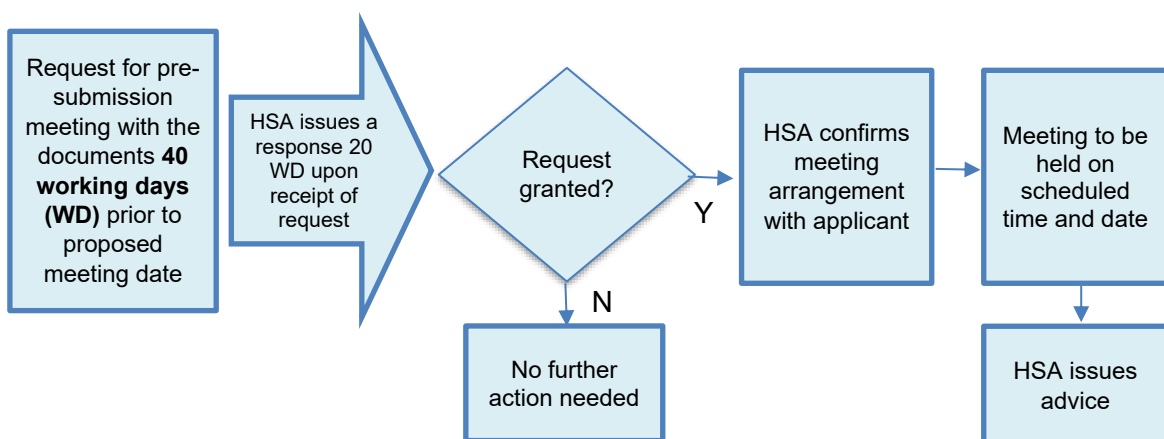 Request for pre-
submission
meeting with the
documents 40
working days
(WD) prior to
proposed
meeting date
HSA issues a
response 20
WD upon
receipt of
request
Request
granted?
Y
N
HSA confirms
meeting
arrangement
with applicant
Meeting to be
held on
scheduled
time and date
No further
action needed
HSA issues
advice